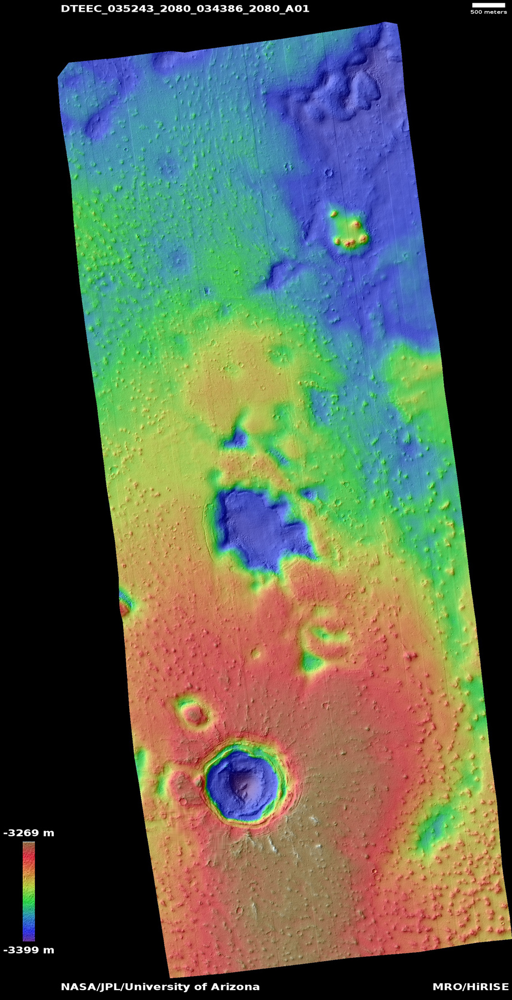 DTEEC_035243_2080_034386_2080_A01
500 meters
-3269 m
-3399 m
NASA/JPL/University of Arizona
MRO/HiRISE